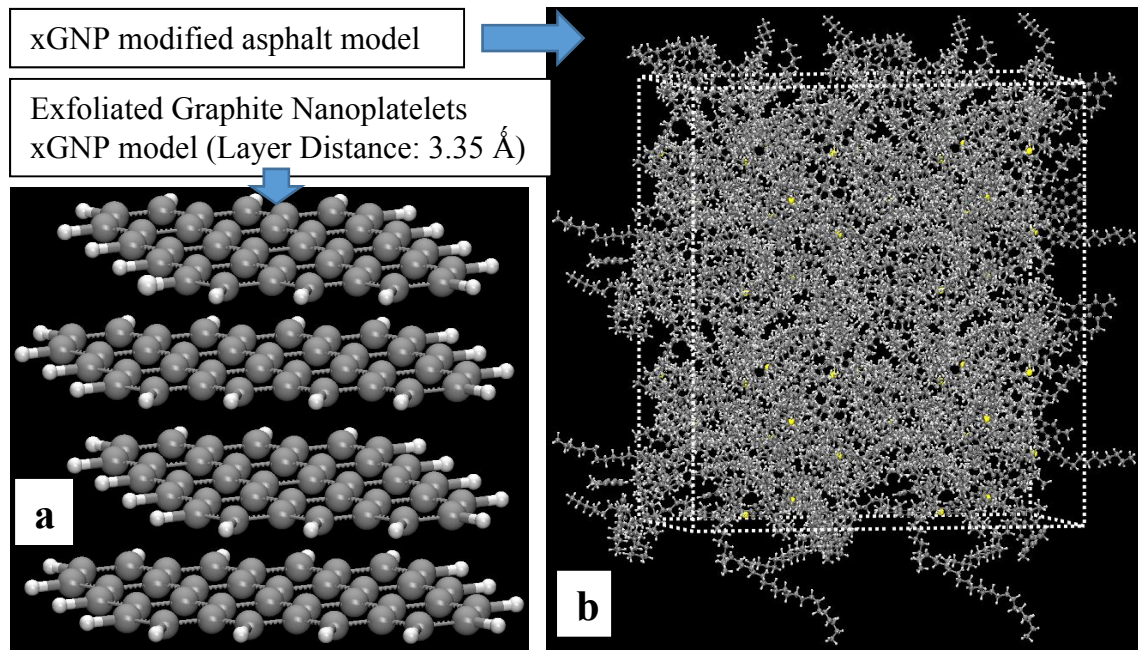 xGNP modified asphalt model
Exfoliated Graphite Nanoplatelets
xGNP model (Layer Distance: 3.35 Ǻ)
a
b